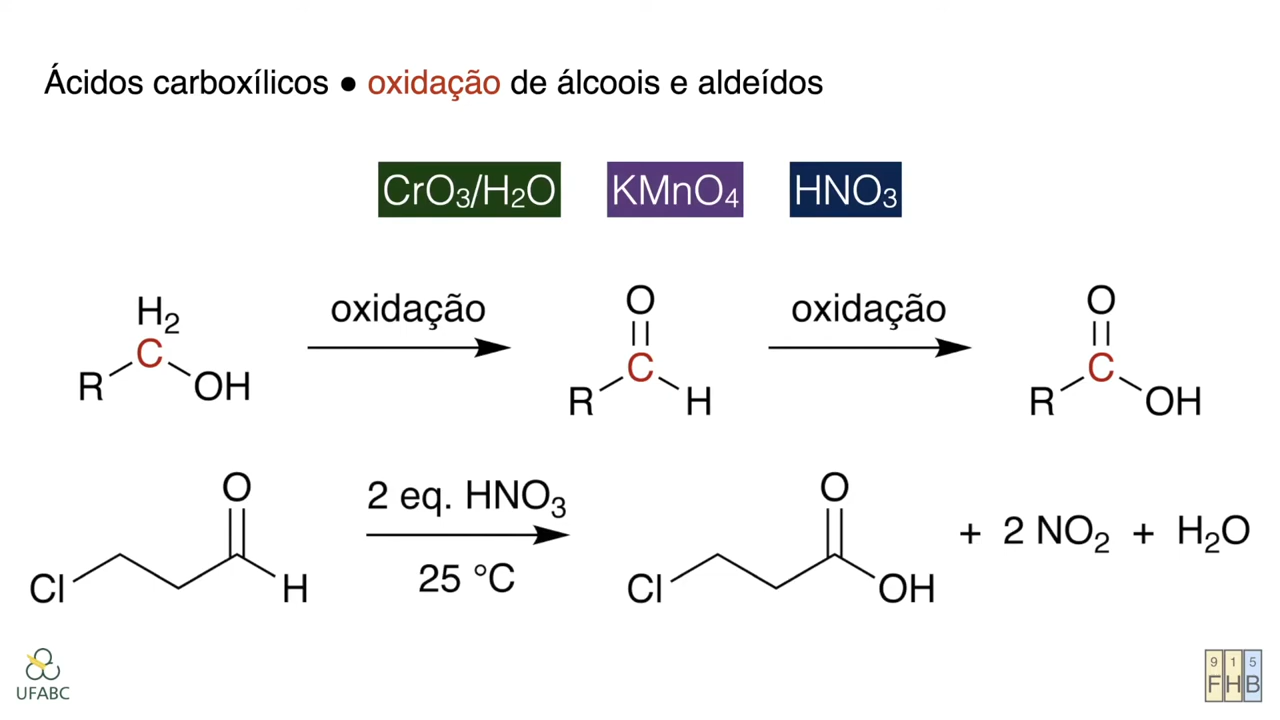 Ácidos carboxílicos ● oxidação de álcoois e aldeídos
CrO₃/H₂O KMnO₄ HNO₃
H₂
C
R OH
oxidação
O
C
R H
oxidação
O
C
R OH
O
Cl H
2 eq. HNO₃
25 °C
O
Cl OH
+ 2 NO₂ + H₂O
UFABC
9 1 5
F H B